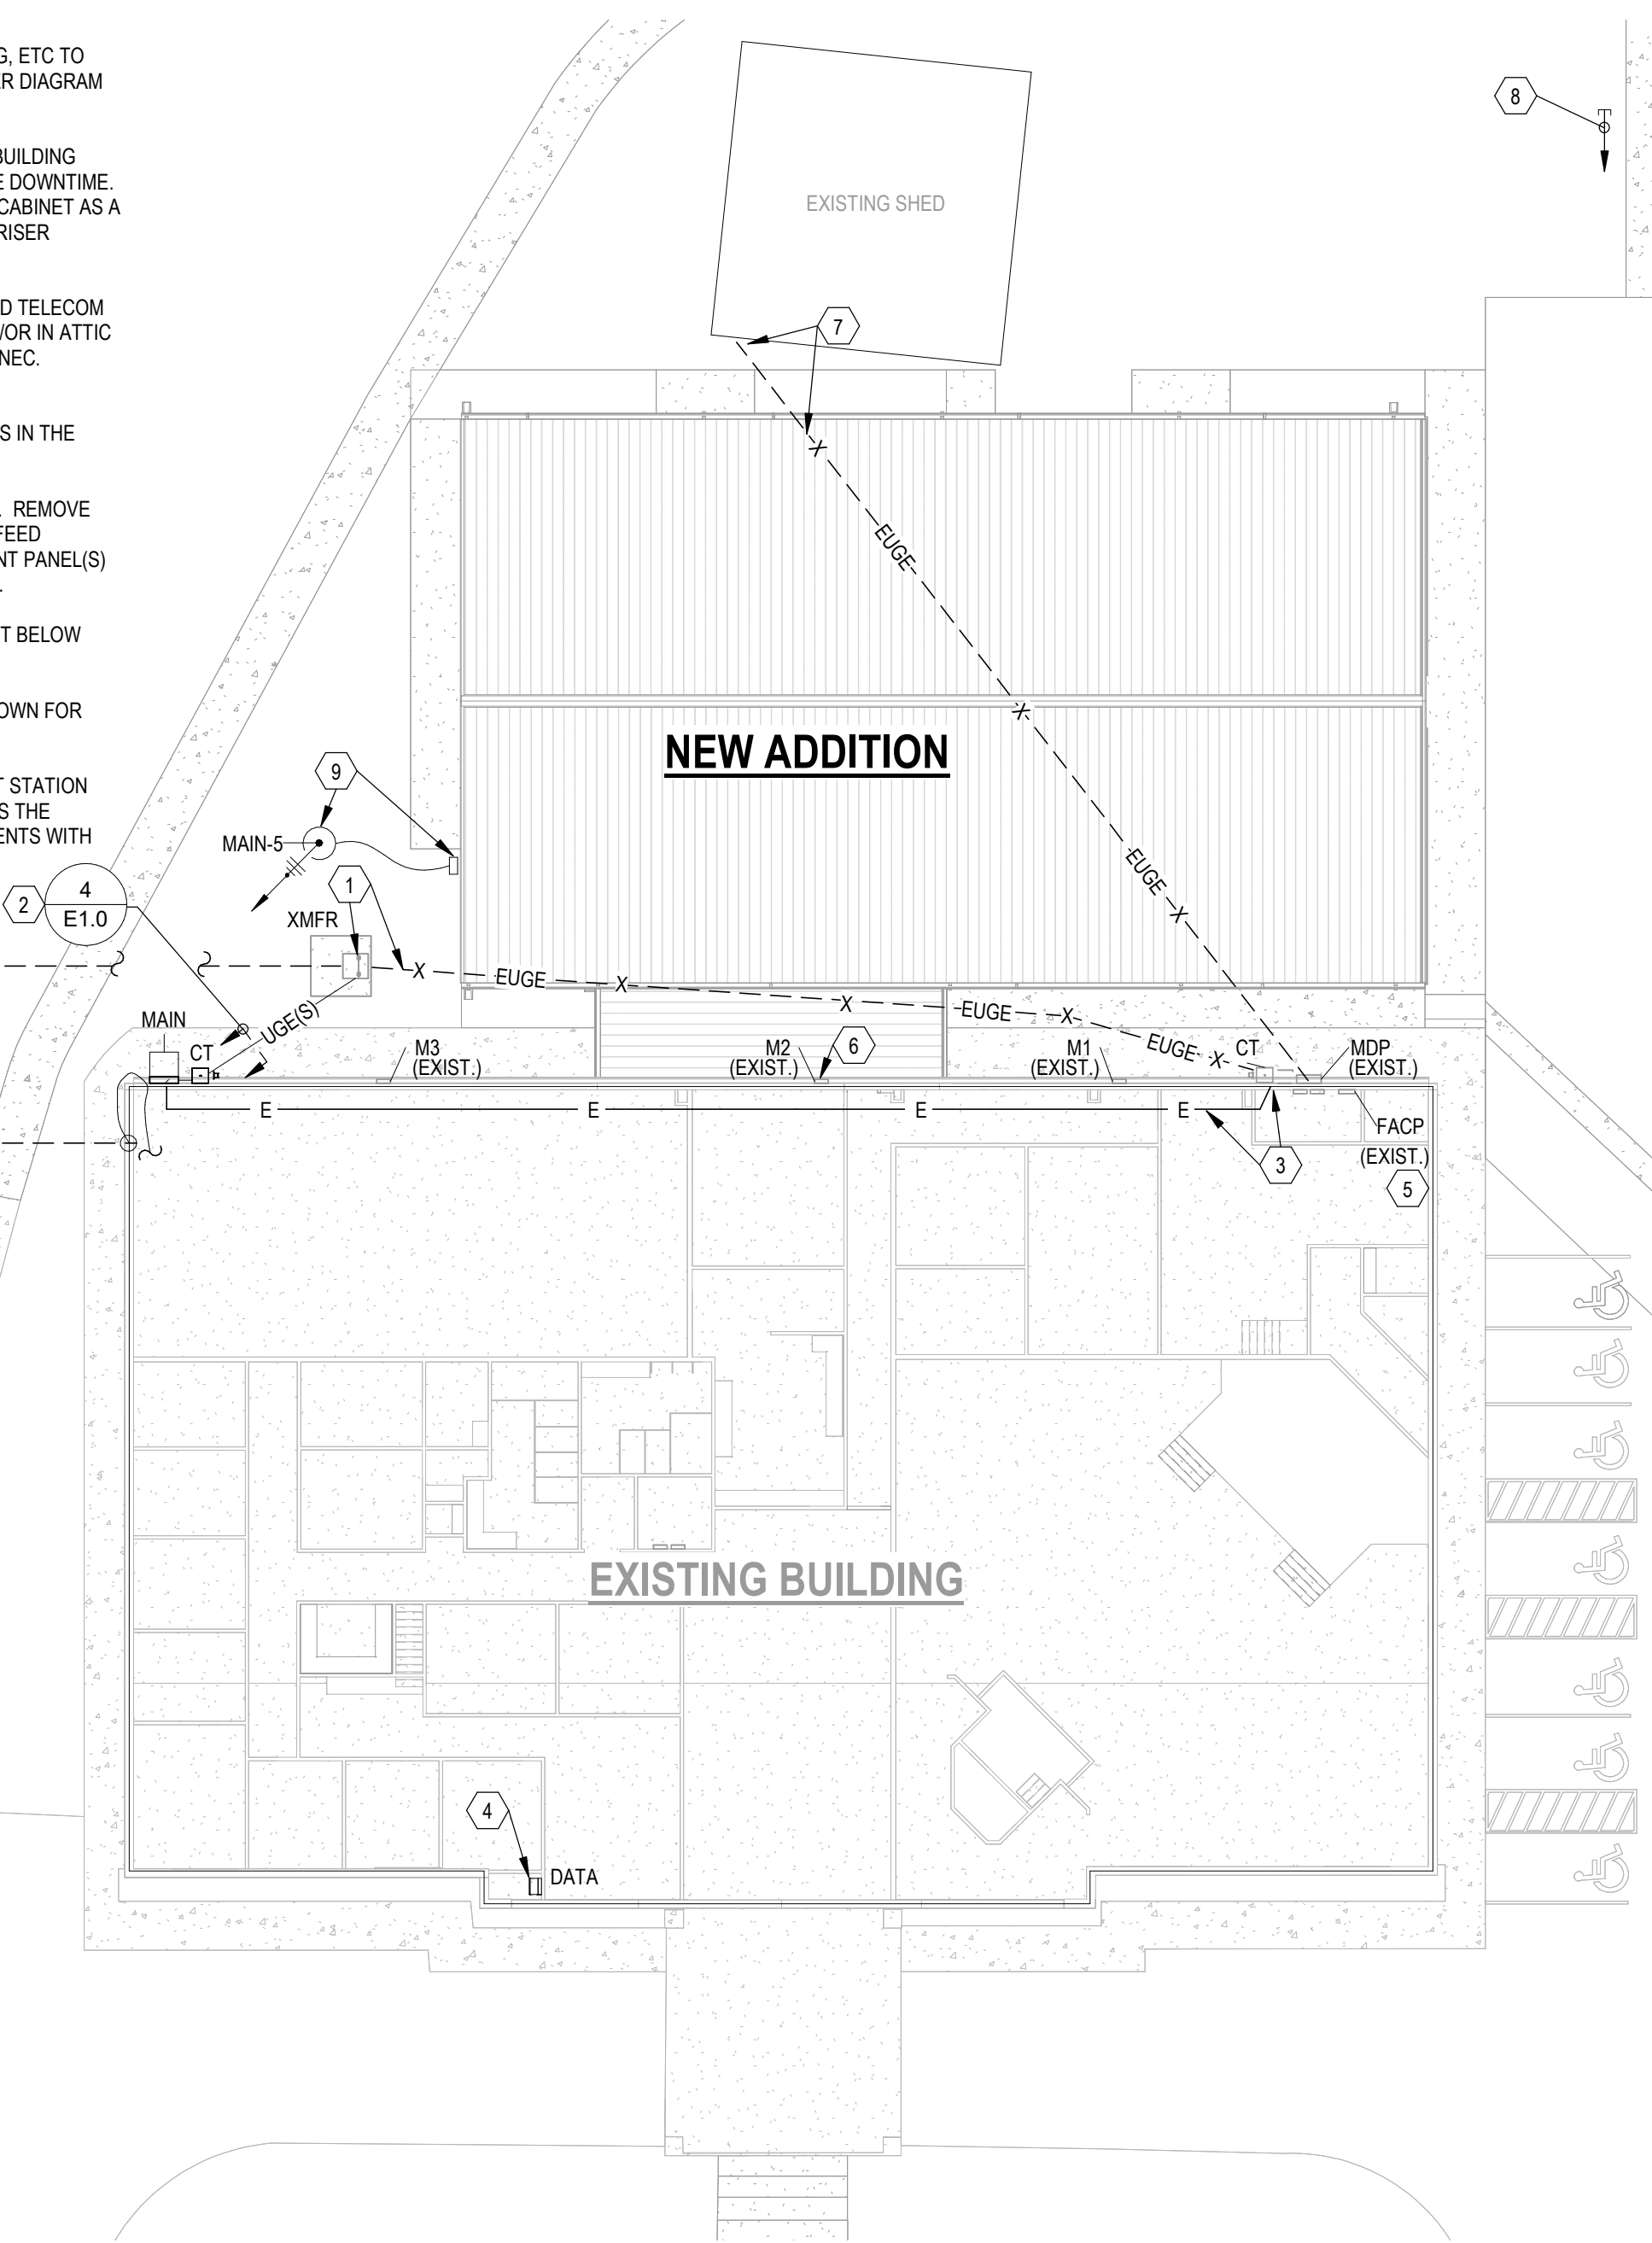 G, ETC TO
ER DIAGRAM
BUILDING
E DOWNTIME.
CABINET AS A
RISER
D TELECOM
/OR IN ATTIC
NEC.
S IN THE
. REMOVE
FEED
NT PANEL(S)
.
T BELOW
OWN FOR
T STATION
S THE
ENTS WITH
8
EXISTING SHED
7
X
EUGE
X
NEW ADDITION
9
MAIN-5
EUGE
1
2
4
E1.0
XMFR
X
X
EUGE
X
X
EUGE
X
UGE(S)
MAIN
CT
M3
(EXIST.)
M2
(EXIST.)
6
M1
(EXIST.)
EUGE
X
CT
MDP
(EXIST.)
E
E
E
E
FACP
(EXIST.)
3
5
EXISTING BUILDING
4
DATA